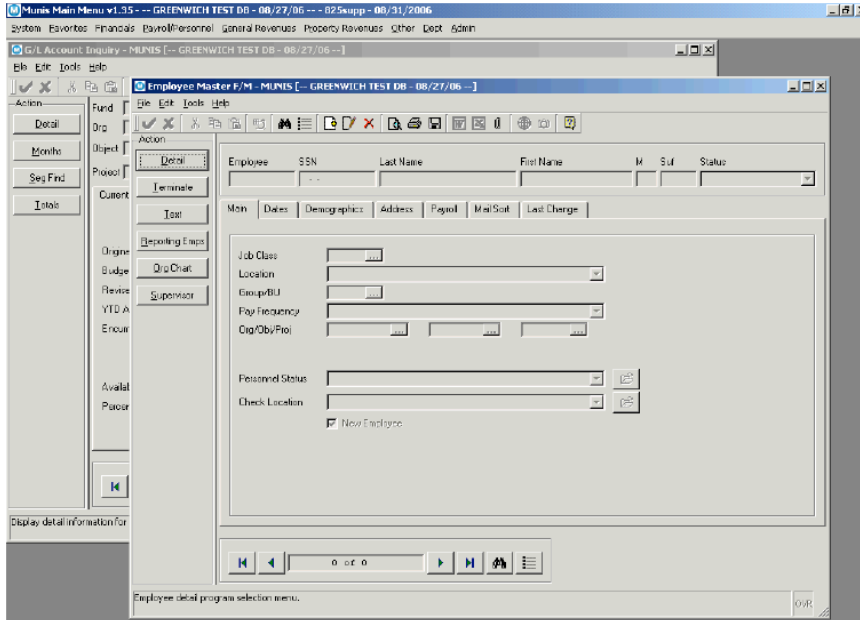 Munis Main Menu v1.35 - -- GREENWICH TEST DB - 08/27/06 -- - 825supp - 08/31/2006
System Favorites Financials Payroll/Personnel General Revenues Property Revenues Other Dept Admin
G/L Account Inquiry - MUNIS [-- GREENWICH TEST DB - 08/27/06 --]
File Edit Tools Help
Employee Master F/M - MUNIS [-- GREENWICH TEST DB - 08/27/06 --]
File Edit Tools Help
Action
Detail
Months
Seg Find
Totals
Fund
Org
Object
Project
Current
Origine
Budge
Revise
YTD A
Encum
Availal
Percer
Display detail information for
Action
Detail
Terminate
Text
Reporting Emps
Org Chart
Supervisor
Employee SSN Last Name First Name M Suf Status
- -
Main Dates Demographics Address Payroll Mail Sort Last Change
Job Class ...
Location
Group/BU ...
Pay Frequency
Org/Obj/Proj ... ... ...
Personnel Status
Check Location
New Employee
0 of 0
Employee detail program selection menu.
OVR